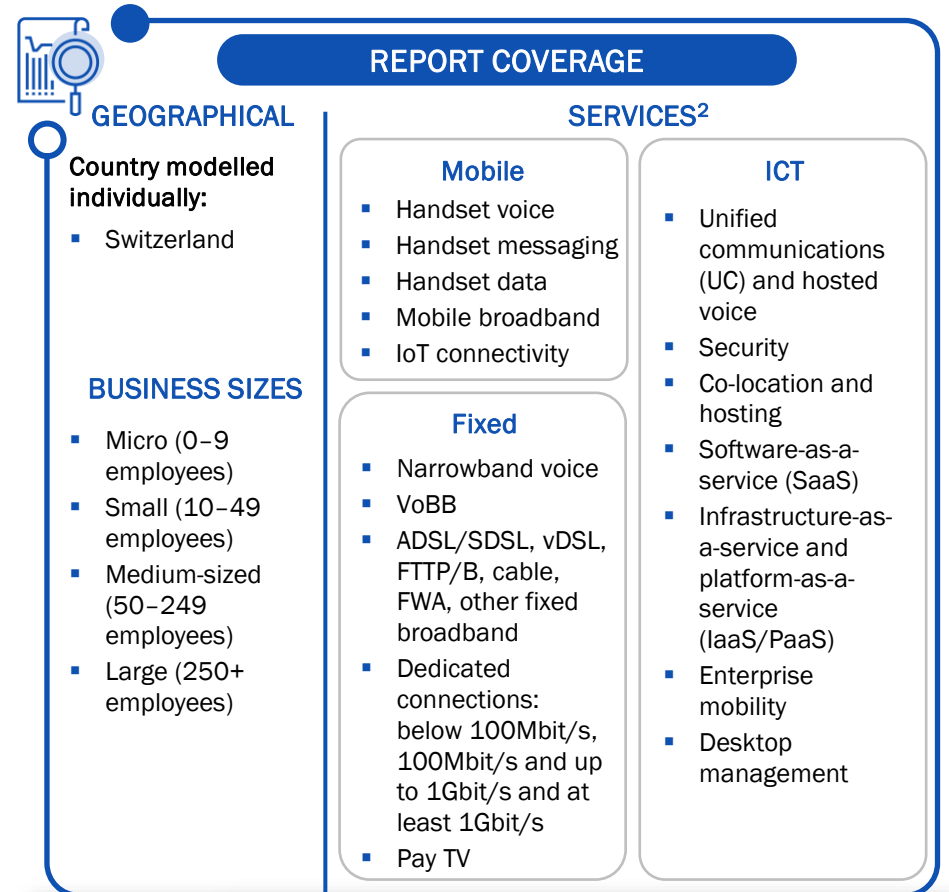 REPORT COVERAGE
GEOGRAPHICAL
Country modelled
individually:
▪ Switzerland
BUSINESS SIZES
▪ Micro (0–9
employees)
▪ Small (10–49
employees)
▪ Medium-sized
(50–249
employees)
▪ Large (250+
employees)
SERVICES²
Mobile
▪ Handset voice
▪ Handset messaging
▪ Handset data
▪ Mobile broadband
▪ IoT connectivity
Fixed
▪ Narrowband voice
▪ VoBB
▪ ADSL/SDSL, vDSL,
FTTP/B, cable,
FWA, other fixed
broadband
▪ Dedicated
connections:
below 100Mbit/s,
100Mbit/s and up
to 1Gbit/s and at
least 1Gbit/s
▪ Pay TV
ICT
▪ Unified
communications
(UC) and hosted
voice
▪ Security
▪ Co-location and
hosting
▪ Software-as-a-
service (SaaS)
▪ Infrastructure-as-
a-service and
platform-as-a-
service
(IaaS/PaaS)
▪ Enterprise
mobility
▪ Desktop
management